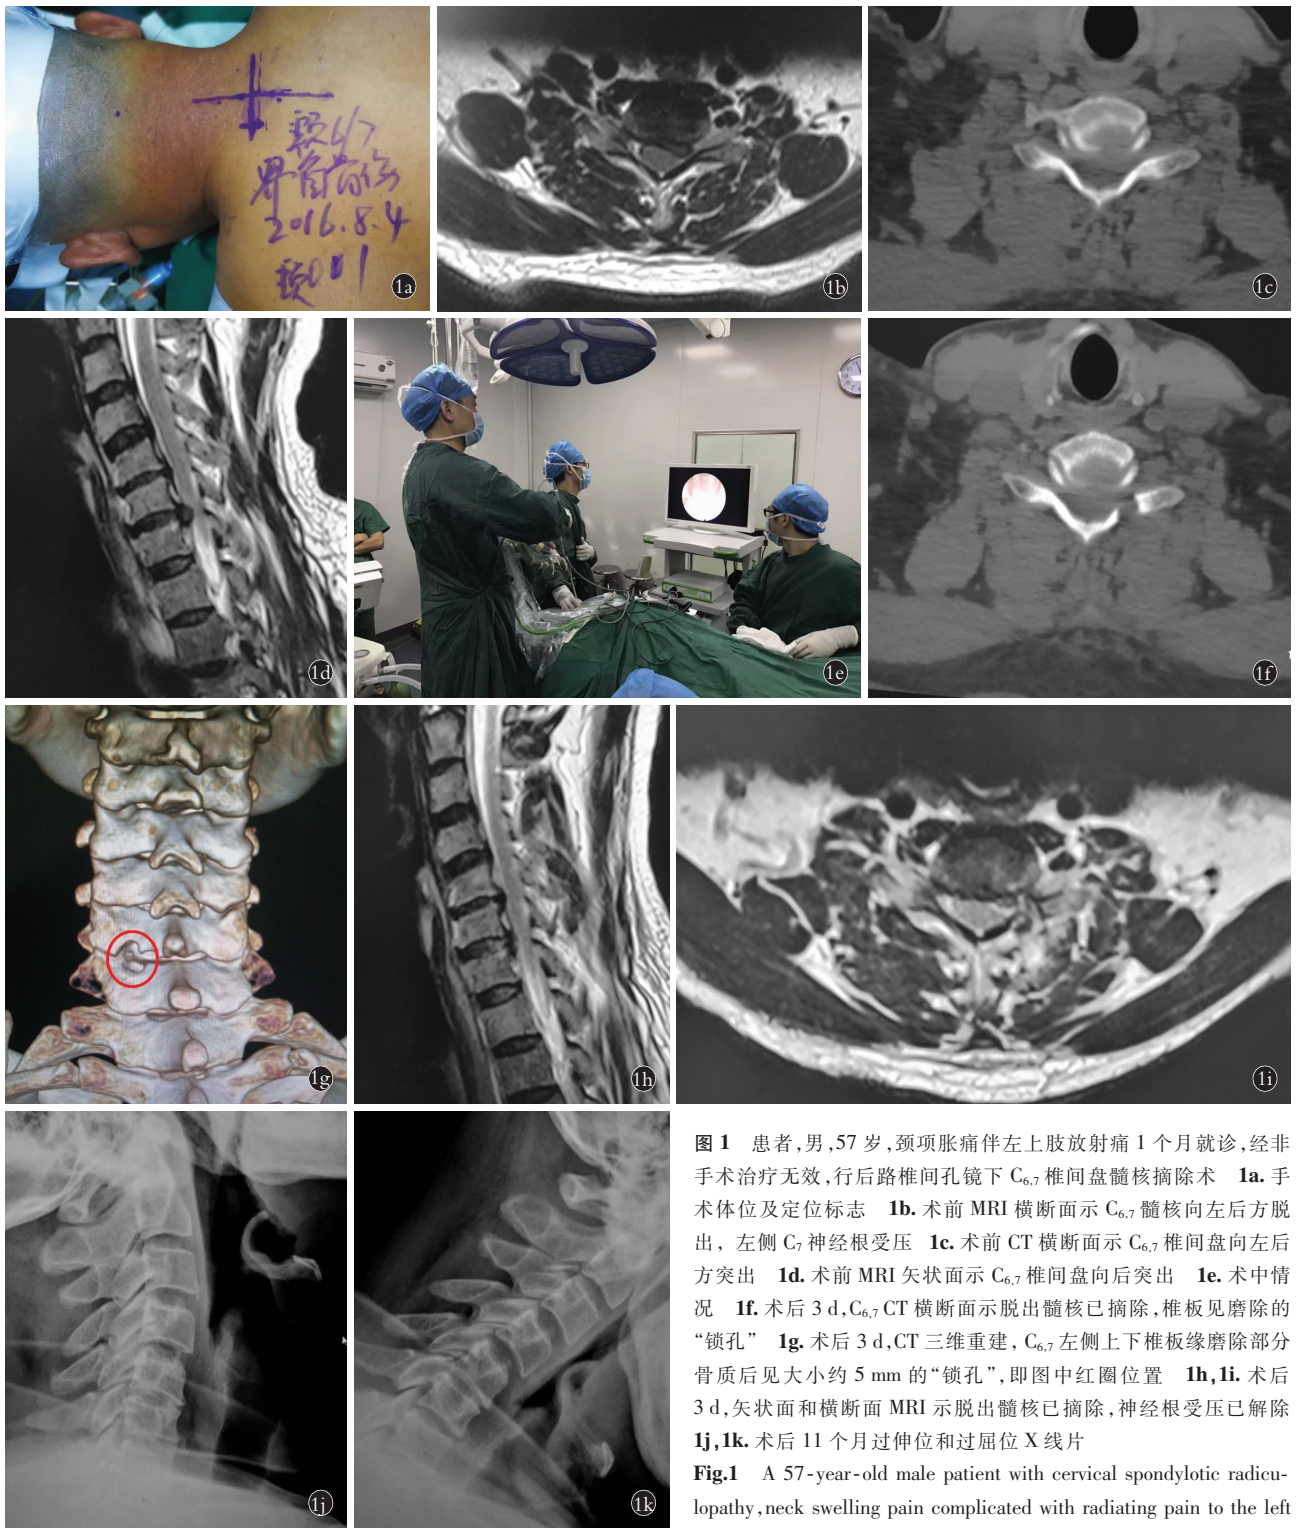 颈6/7
2016.8.4
1a
1b
1c
1d
1e
1f
1g
1h
1i
1j
1k
图1 患者,男,57 岁,颈项胀痛伴左上肢放射痛 1 个月就诊,经非
手术治疗无效,行后路椎间孔镜下 C6,7 椎间盘髓核摘除术 1a. 手
术体位及定位标志 1b. 术前 MRI 横断面示 C6,7 髓核向左后方脱
出, 左侧 C7 神经根受压 1c. 术前 CT 横断面示 C6,7 椎间盘向左后
方突出 1d. 术前 MRI 矢状面示 C6,7 椎间盘向后突出 1e. 术中情
况 1f. 术后 3 d,C6,7 CT 横断面示脱出髓核已摘除,椎板见磨除的
“锁孔” 1g. 术后 3 d,CT 三维重建, C6,7 左侧上下椎板缘磨除部分
骨质后见大小约 5 mm 的“锁孔”,即图中红圈位置 1h,1i. 术后
3 d,矢状面和横断面 MRI 示脱出髓核已摘除,神经根受压已解除
1j,1k. 术后 11 个月过伸位和过屈位 X 线片
Fig.1 A 57-year-old male patient with cervical spondylotic radicu-
lopathy,neck swelling pain complicated with radiating pain to the left